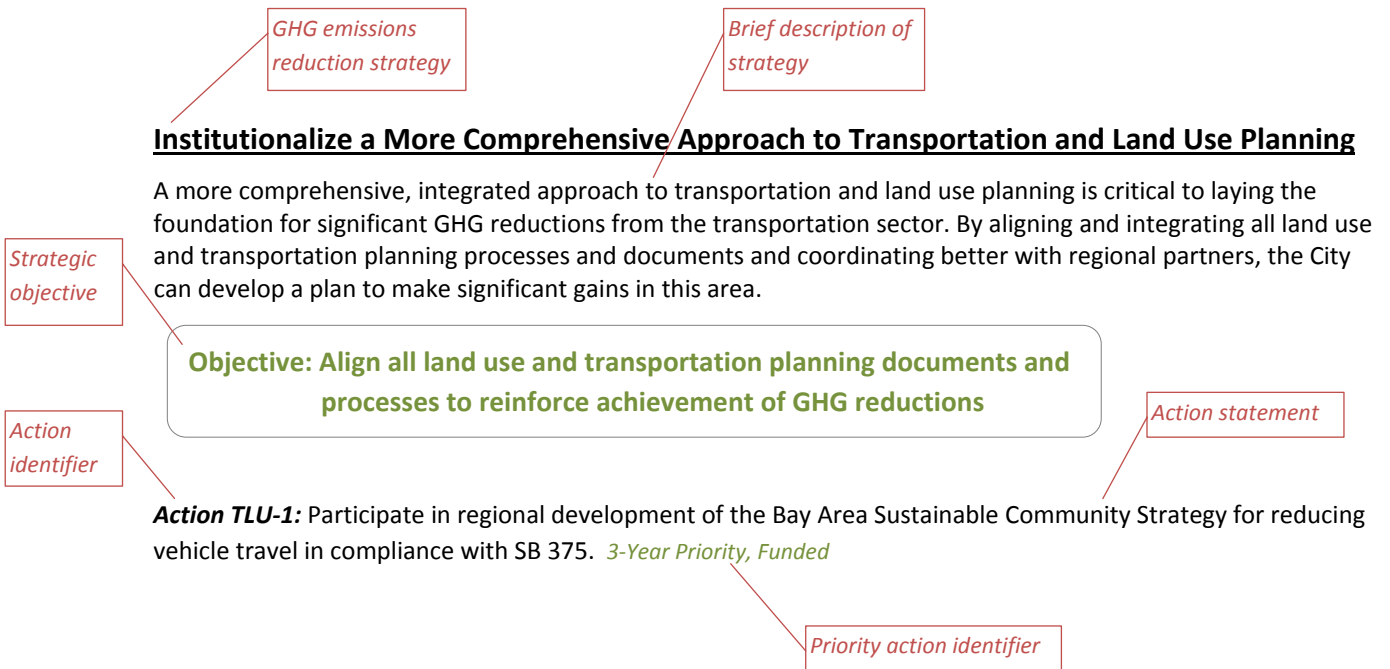 GHG emissions
reduction strategy
Brief description of
strategy
Institutionalize a More Comprehensive Approach to Transportation and Land Use Planning
A more comprehensive, integrated approach to transportation and land use planning is critical to laying the
foundation for significant GHG reductions from the transportation sector. By aligning and integrating all land use
and transportation planning processes and documents and coordinating better with regional partners, the City
can develop a plan to make significant gains in this area.
Strategic
objective
Objective: Align all land use and transportation planning documents and
processes to reinforce achievement of GHG reductions
Action statement
Action
identifier
Action TLU-1: Participate in regional development of the Bay Area Sustainable Community Strategy for reducing
vehicle travel in compliance with SB 375. 3-Year Priority, Funded
Priority action identifier